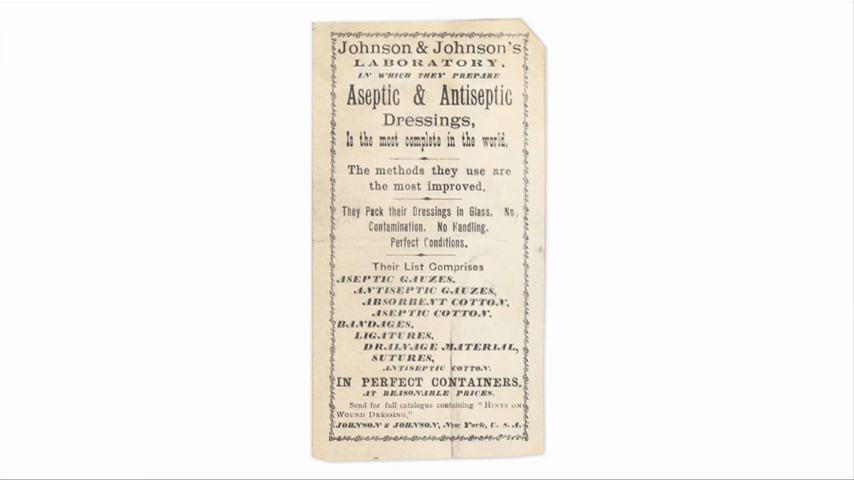 Johnson & Johnson's
LABORATORY,
IN WHICH THEY PREPARE
Aseptic & Antiseptic
Dressings,
Is the most complete in the world.
The methods they use are
the most improved.
They Pack their Dressings in Glass. No
Contamination. No Handling.
Perfect Conditions.
Their List Comprises
ASEPTIC GAUZES,
ANTISEPTIC GAUZES,
ABSORBENT COTTON,
ASEPTIC COTTON.
BANDAGES,
LIGATURES,
DRAINAGE MATERIAL,
SUTURES,
ANTISEPTIC COTTON.
IN PERFECT CONTAINERS.
AT REASONABLE PRICES.
Send for full catalogue containing "HINTS ON
WOUND DRESSING,"
JOHNSON & JOHNSON, New York, U. S. A.